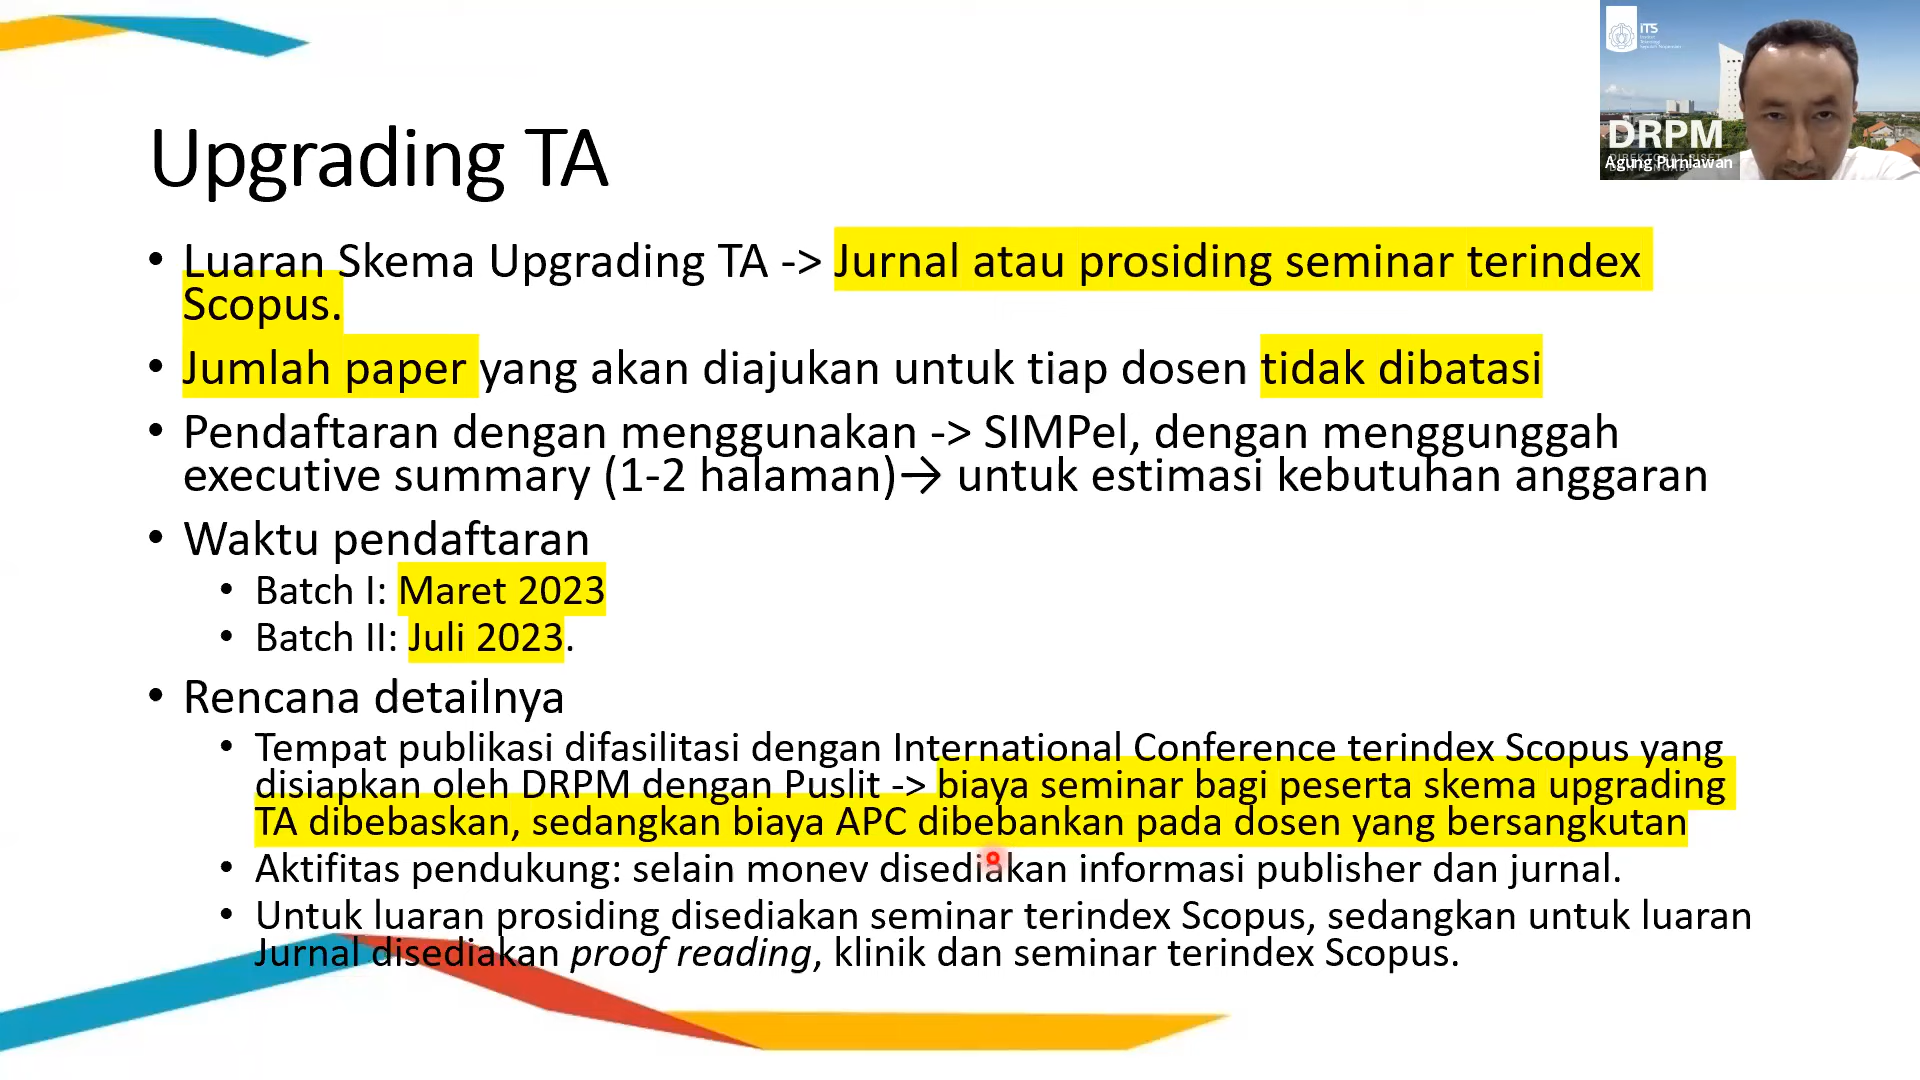 ITS
DRPM
Agung Purniawan
Upgrading TA
• Luaran Skema Upgrading TA -> Jurnal atau prosiding seminar terindex
Scopus.
• Jumlah paper yang akan diajukan untuk tiap dosen tidak dibatasi
• Pendaftaran dengan menggunakan -> SIMPel, dengan menggunggah
executive summary (1-2 halaman)→ untuk estimasi kebutuhan anggaran
• Waktu pendaftaran
• Batch I: Maret 2023
• Batch II: Juli 2023.
• Rencana detailnya
• Tempat publikasi difasilitasi dengan International Conference terindex Scopus yang
disiapkan oleh DRPM dengan Puslit -> biaya seminar bagi peserta skema upgrading
TA dibebaskan, sedangkan biaya APC dibebankan pada dosen yang bersangkutan
• Aktifitas pendukung: selain monev disediakan informasi publisher dan jurnal.
• Untuk luaran prosiding disediakan seminar terindex Scopus, sedangkan untuk luaran
Jurnal disediakan proof reading, klinik dan seminar terindex Scopus.